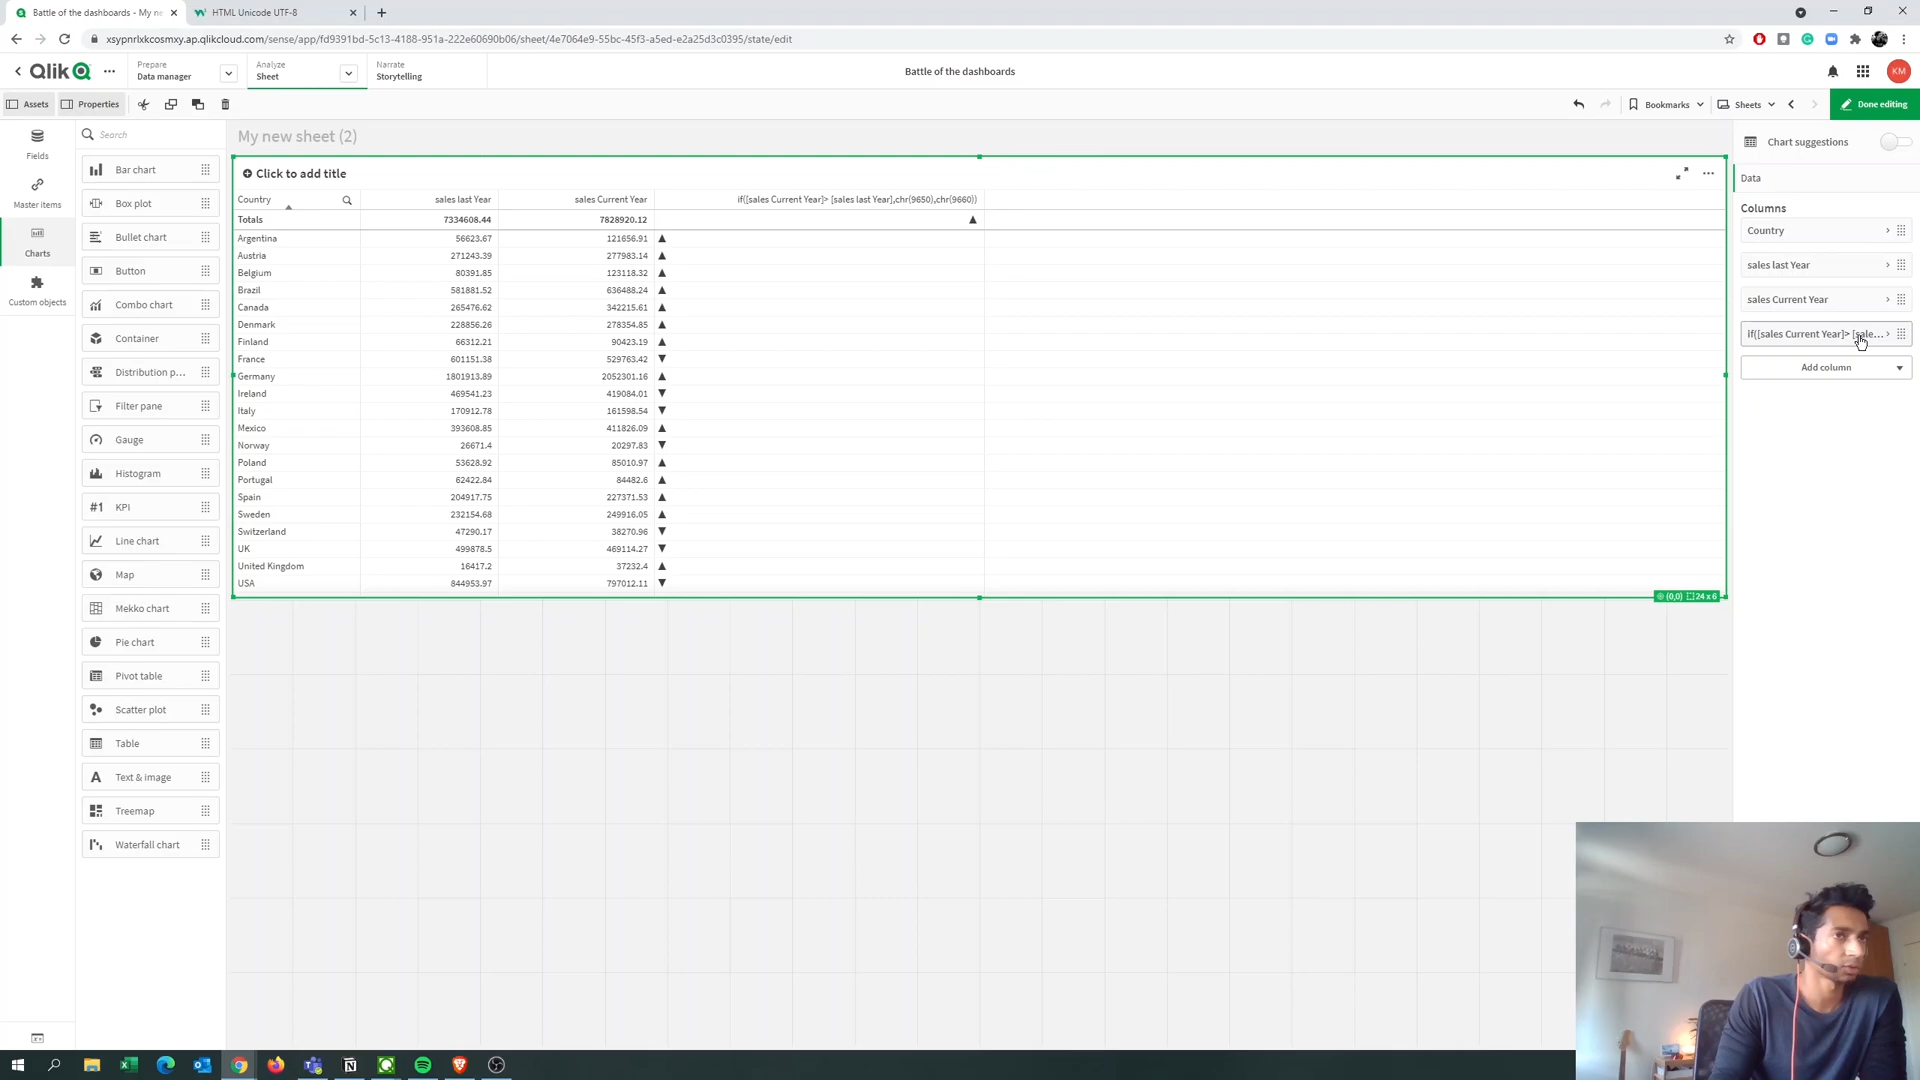 Battle of the dashboards - My ne
HTML Unicode UTF-8
xsypnrlxkcosmxy.ap.qlikcloud.com/sense/app/fd9391bd-5c13-4188-951a-222e60690b06/sheet/4e7064e9-55bc-45f3-a5ed-e2a25d3c0395/state/edit
Qlik
Prepare
Data manager
Analyze
Sheet
Narrate
Storytelling
Battle of the dashboards
KM
Assets
Properties
Bookmarks
Sheets
Done editing
Fields
Master items
Charts
Custom objects
Search
Bar chart
Box plot
Bullet chart
Button
Combo chart
Container
Distribution p...
Filter pane
Gauge
Histogram
#1 KPI
Line chart
Map
Mekko chart
Pie chart
Pivot table
Scatter plot
Table
A Text & image
Treemap
Waterfall chart
My new sheet (2)
Click to add title
Country sales last Year sales Current Year if([sales Current Year]> [sales last Year],chr(9650),chr(9660))
Totals 7334608.44 7828920.12 ▲
Argentina 56623.67 121656.91 ▲
Austria 271243.39 277983.14 ▲
Belgium 80391.85 123118.32 ▲
Brazil 581881.52 636488.24 ▲
Canada 265476.62 342215.61 ▲
Denmark 228856.26 278354.85 ▲
Finland 66312.21 90423.19 ▲
France 601151.38 529763.42 ▼
Germany 1801913.89 2052301.16 ▲
Ireland 469541.23 419084.01 ▼
Italy 170912.78 161598.54 ▼
Mexico 393608.85 411826.09 ▲
Norway 26671.4 20297.83 ▼
Poland 53628.92 85010.97 ▲
Portugal 62422.84 84482.6 ▲
Spain 204917.75 227371.53 ▲
Sweden 232154.68 249916.05 ▲
Switzerland 47290.17 38270.96 ▼
UK 499878.5 469114.27 ▼
United Kingdom 16417.2 37232.4 ▲
USA 844953.97 797012.11 ▼
(0,0) 24 x 6
Chart suggestions
Data
Columns
Country
sales last Year
sales Current Year
if([sales Current Year]> [sale...
Add column